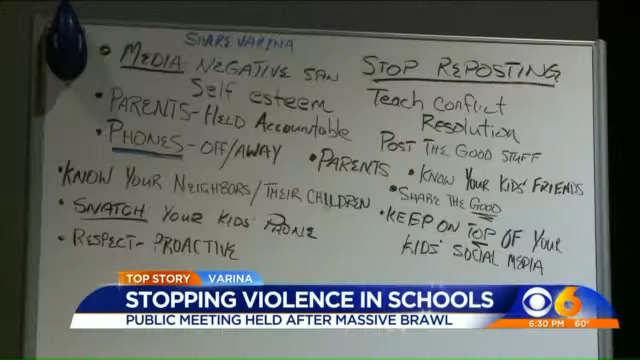 SHARE VARINA
• MEDIA: NEGATIVE SAN
Self esteem
• PARENTS - HELD Accountable
• PHONES - OFF/AWAY
• PARENTS
• KNOW YOUR NEIGHBORS/THEIR CHILDREN
• SNATCH YOUR KIDS' PHONE
• RESPECT - PROACTIVE
STOP REPOSTING
Teach Conflict
Resolution
POST THE GOOD STUFF
• KNOW YOUR KIDS' FRIENDS
• SHARE THE GOOD
• KEEP ON TOP OF YOUR
KIDS' SOCIAL MEDIA
TOP STORY VARINA
STOPPING VIOLENCE IN SCHOOLS
PUBLIC MEETING HELD AFTER MASSIVE BRAWL
6
6:30 PM 60°